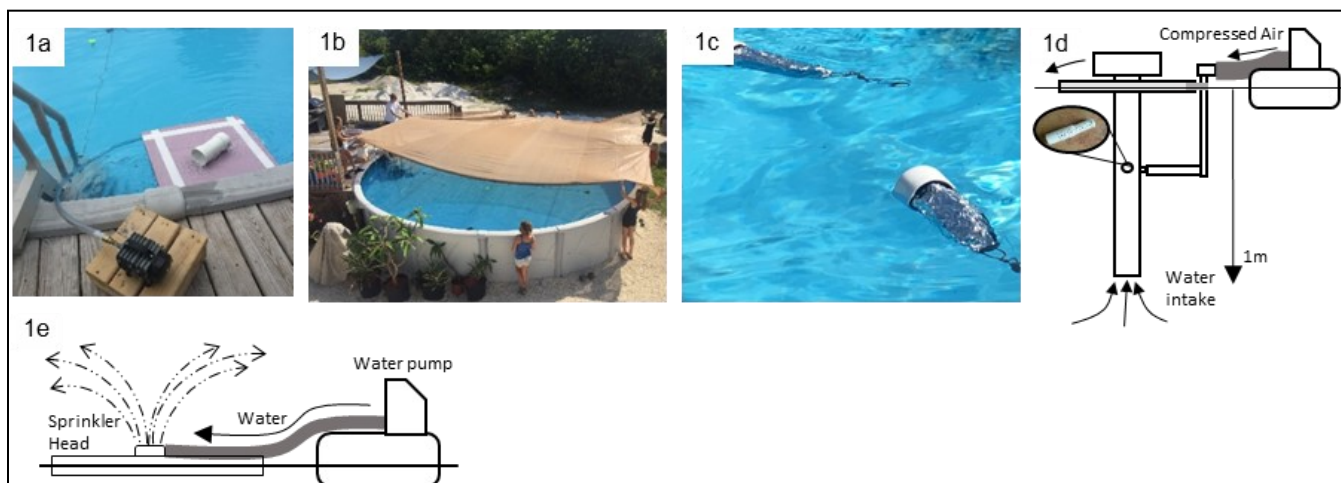 1a
1b
1c
1d
Compressed Air
1m
Water
intake
1e
Water pump
Water
Sprinkler
Head